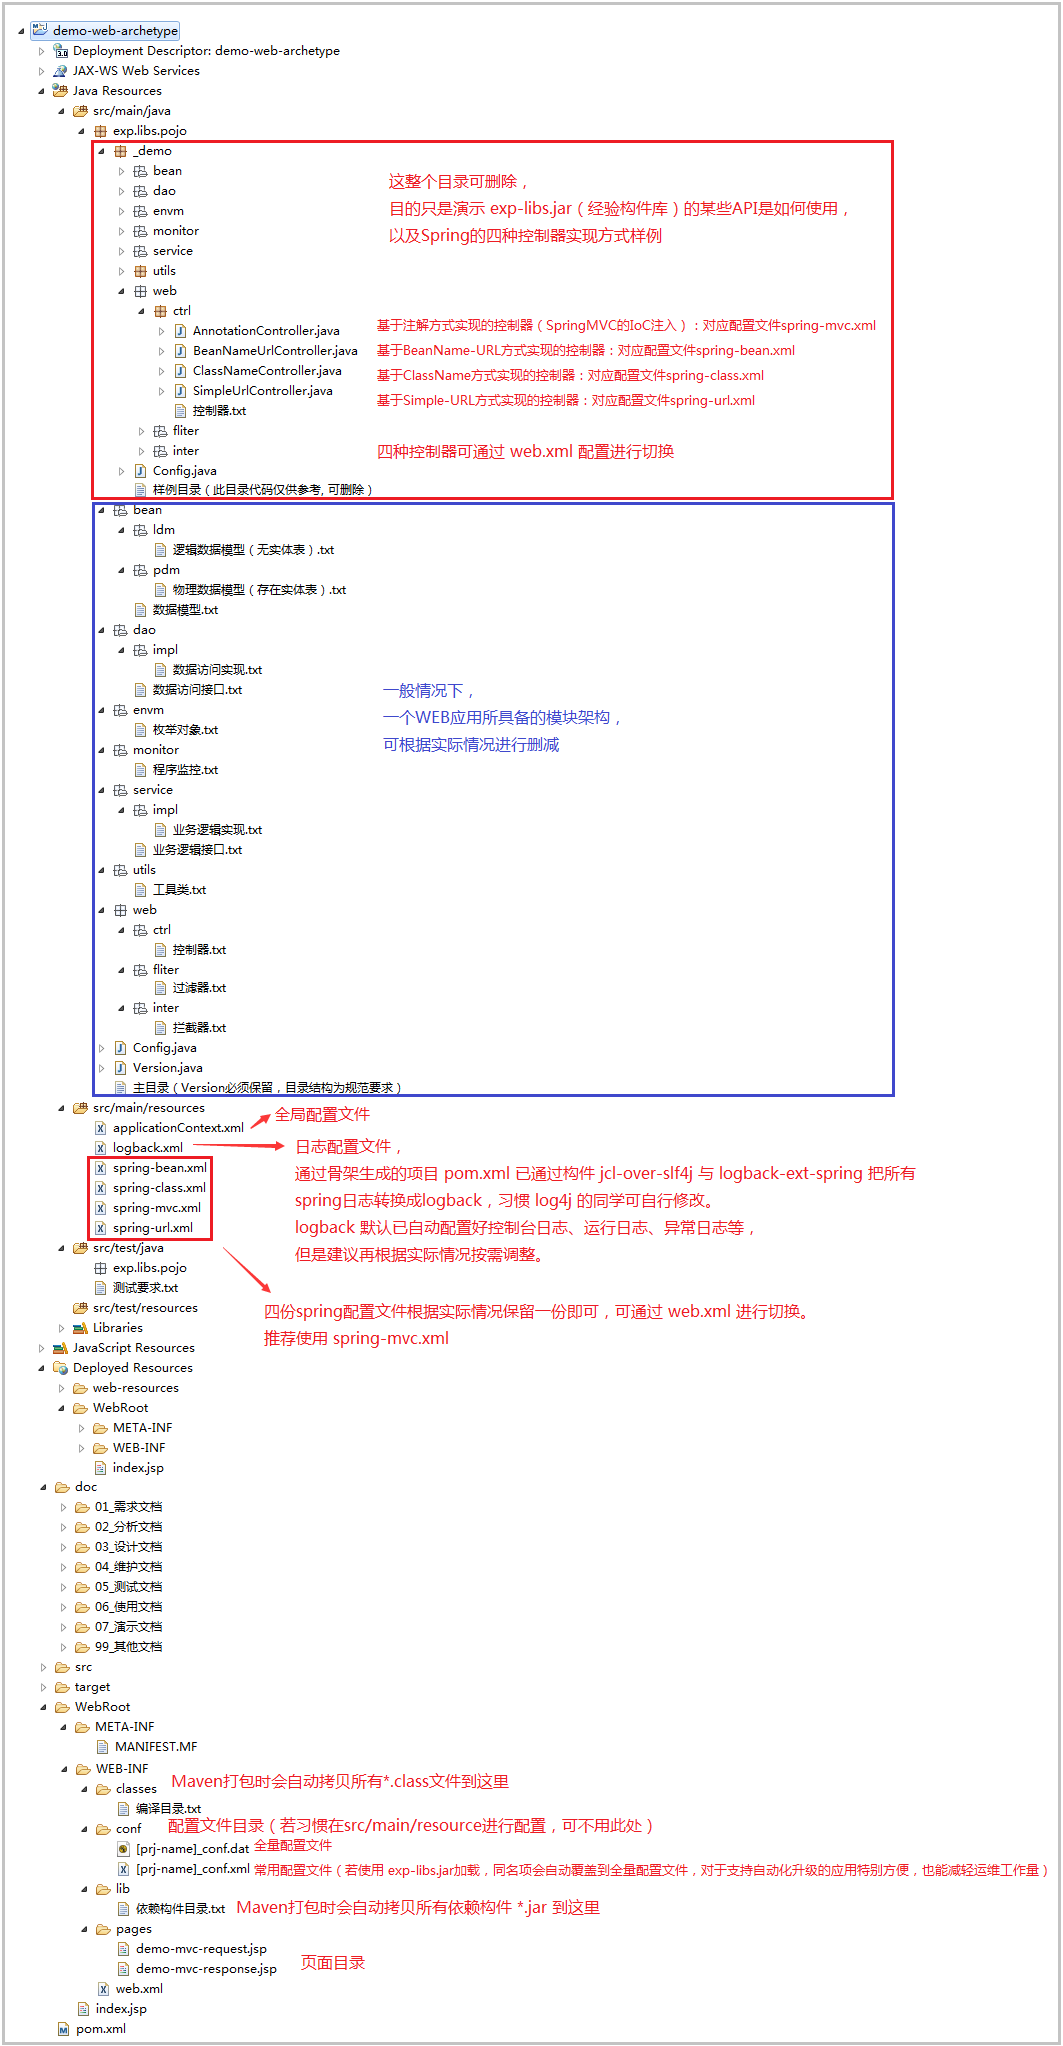 demo-web-archetype
Deployment Descriptor: demo-web-archetype
JAX-WS Web Services
Java Resources
src/main/java
exp.libs.pojo
_demo
bean
这整个目录可删除，
dao
目的只是演示 exp-libs.jar（经验构件库）的某些API是如何使用，
envm
monitor
以及Spring的四种控制器实现方式样例
service
utils
web
ctrl
AnnotationController.java 基于注解方式实现的控制器（SpringMVC的IoC注入）：对应配置文件spring-mvc.xml
BeanNameUrlController.java 基于BeanName-URL方式实现的控制器：对应配置文件spring-bean.xml
ClassNameController.java 基于ClassName方式实现的控制器：对应配置文件spring-class.xml
SimpleUrlController.java 基于Simple-URL方式实现的控制器：对应配置文件spring-url.xml
控制器.txt
fliter
inter 四种控制器可通过 web.xml 配置进行切换
Config.java
样例目录（此目录代码仅供参考, 可删除）
bean
ldm
逻辑数据模型（无实体表）.txt
pdm
物理数据模型（存在实体表）.txt
数据模型.txt
dao
impl
数据访问实现.txt
数据访问接口.txt 一般情况下，
envm 一个WEB应用所具备的模块架构，
枚举对象.txt
monitor 可根据实际情况进行删减
程序监控.txt
service
impl
业务逻辑实现.txt
业务逻辑接口.txt
utils
工具类.txt
web
ctrl
控制器.txt
fliter
过滤器.txt
inter
拦截器.txt
Config.java
Version.java
主目录（Version必须保留，目录结构为规范要求）
src/main/resources
applicationContext.xml 全局配置文件
logback.xml 日志配置文件，
spring-bean.xml 通过骨架生成的项目 pom.xml 已通过构件 jcl-over-slf4j 与 logback-ext-spring 把所有
spring-class.xml spring日志转换成logback，习惯 log4j 的同学可自行修改。
spring-mvc.xml
spring-url.xml logback 默认已自动配置好控制台日志、运行日志、异常日志等，
src/test/java 但是建议再根据实际情况按需调整。
exp.libs.pojo
测试要求.txt
src/test/resources 四份spring配置文件根据实际情况保留一份即可，可通过 web.xml 进行切换。
Libraries
推荐使用 spring-mvc.xml
JavaScript Resources
Deployed Resources
web-resources
WebRoot
META-INF
WEB-INF
index.jsp
doc
01_需求文档
02_分析文档
03_设计文档
04_维护文档
05_测试文档
06_使用文档
07_演示文档
99_其他文档
src
target
WebRoot
META-INF
MANIFEST.MF
WEB-INF
classes Maven打包时会自动拷贝所有*.class文件到这里
编译目录.txt
conf 配置文件目录（若习惯在src/main/resource进行配置，可不用此处）
[prj-name]_conf.dat 全量配置文件
[prj-name]_conf.xml 常用配置文件（若使用 exp-libs.jar加载，同名项会自动覆盖到全量配置文件，对于支持自动化升级的应用特别方便，也能减轻运维工作量）
lib
依赖构件目录.txt Maven打包时会自动拷贝所有依赖构件 *.jar 到这里
pages
demo-mvc-request.jsp
demo-mvc-response.jsp 页面目录
web.xml
index.jsp
pom.xml